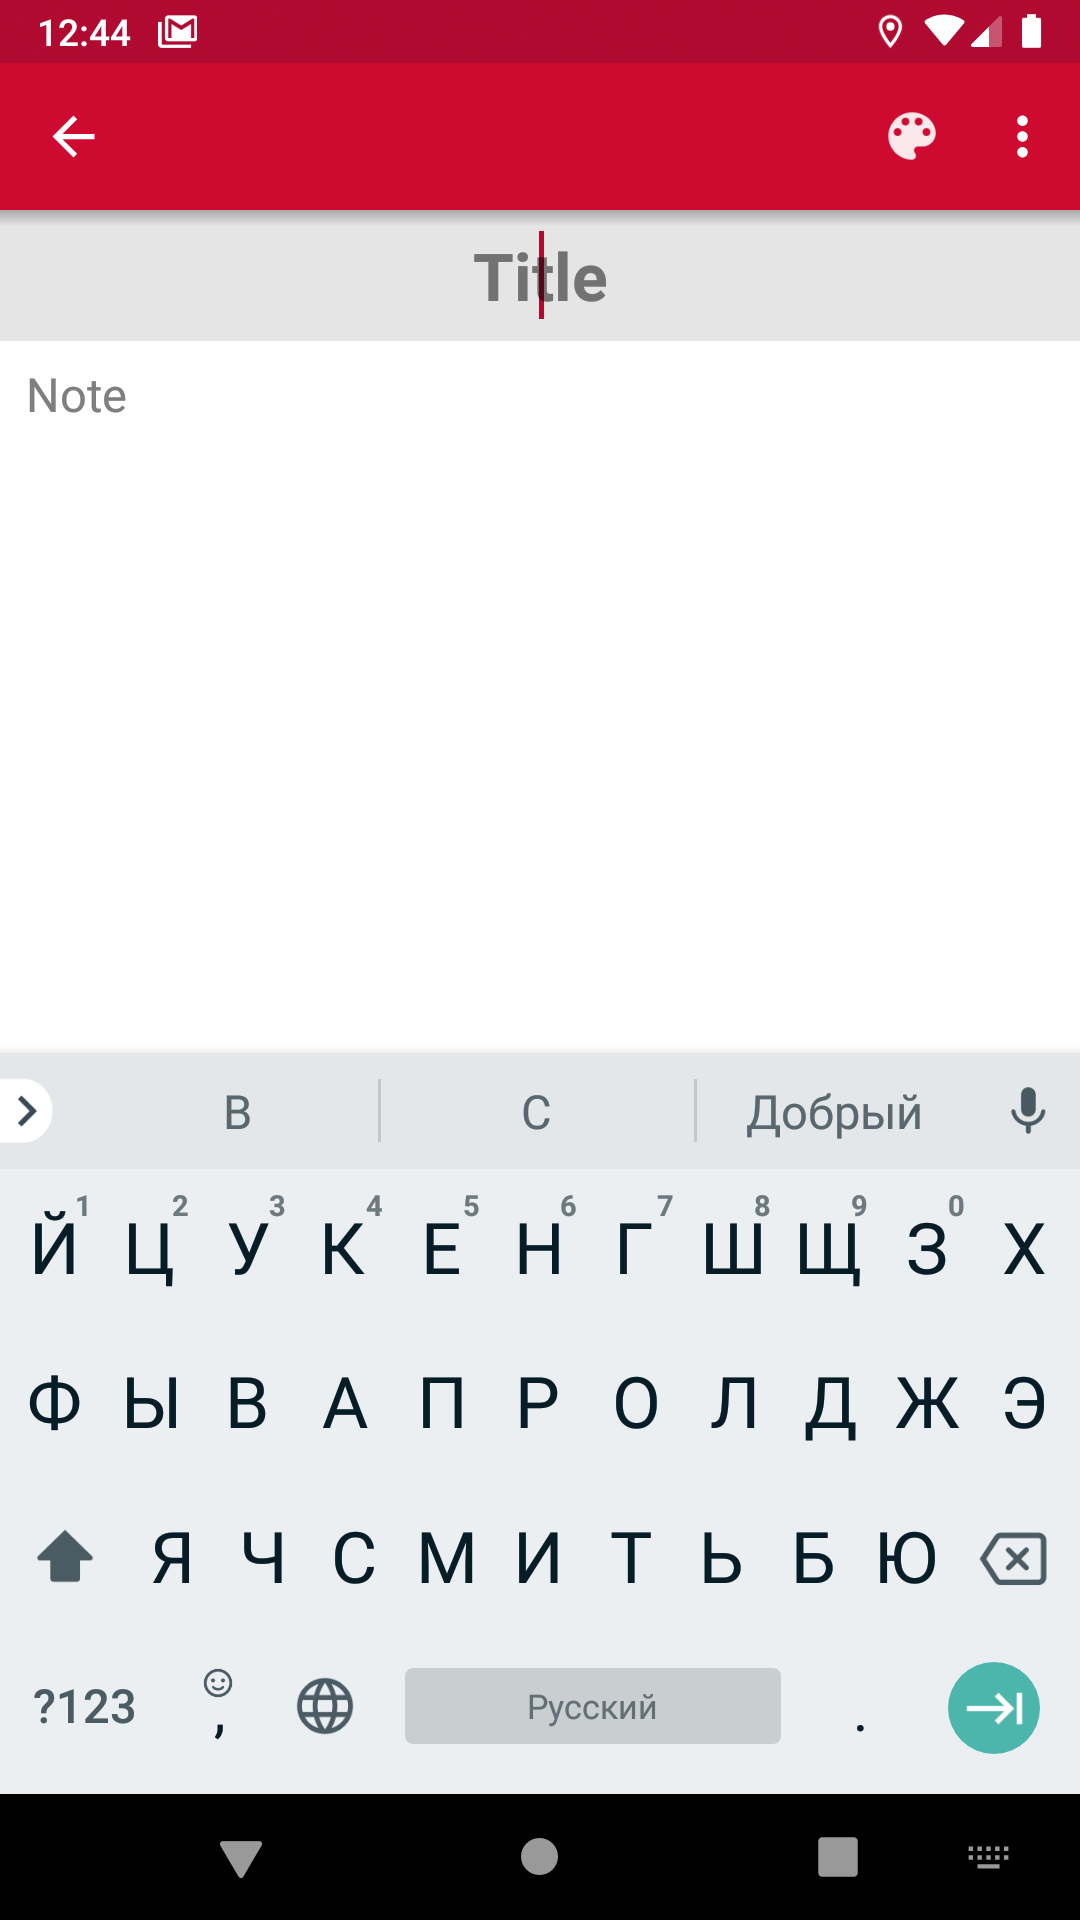 12:44
Title
Note
В С Добрый
1 2 3 4 5 6 7 8 9 0
Й Ц У К Е Н Г Ш Щ З Х
Ф Ы В А П Р О Л Д Ж Э
Я Ч С М И Т Ь Б Ю
?123 , Русский .